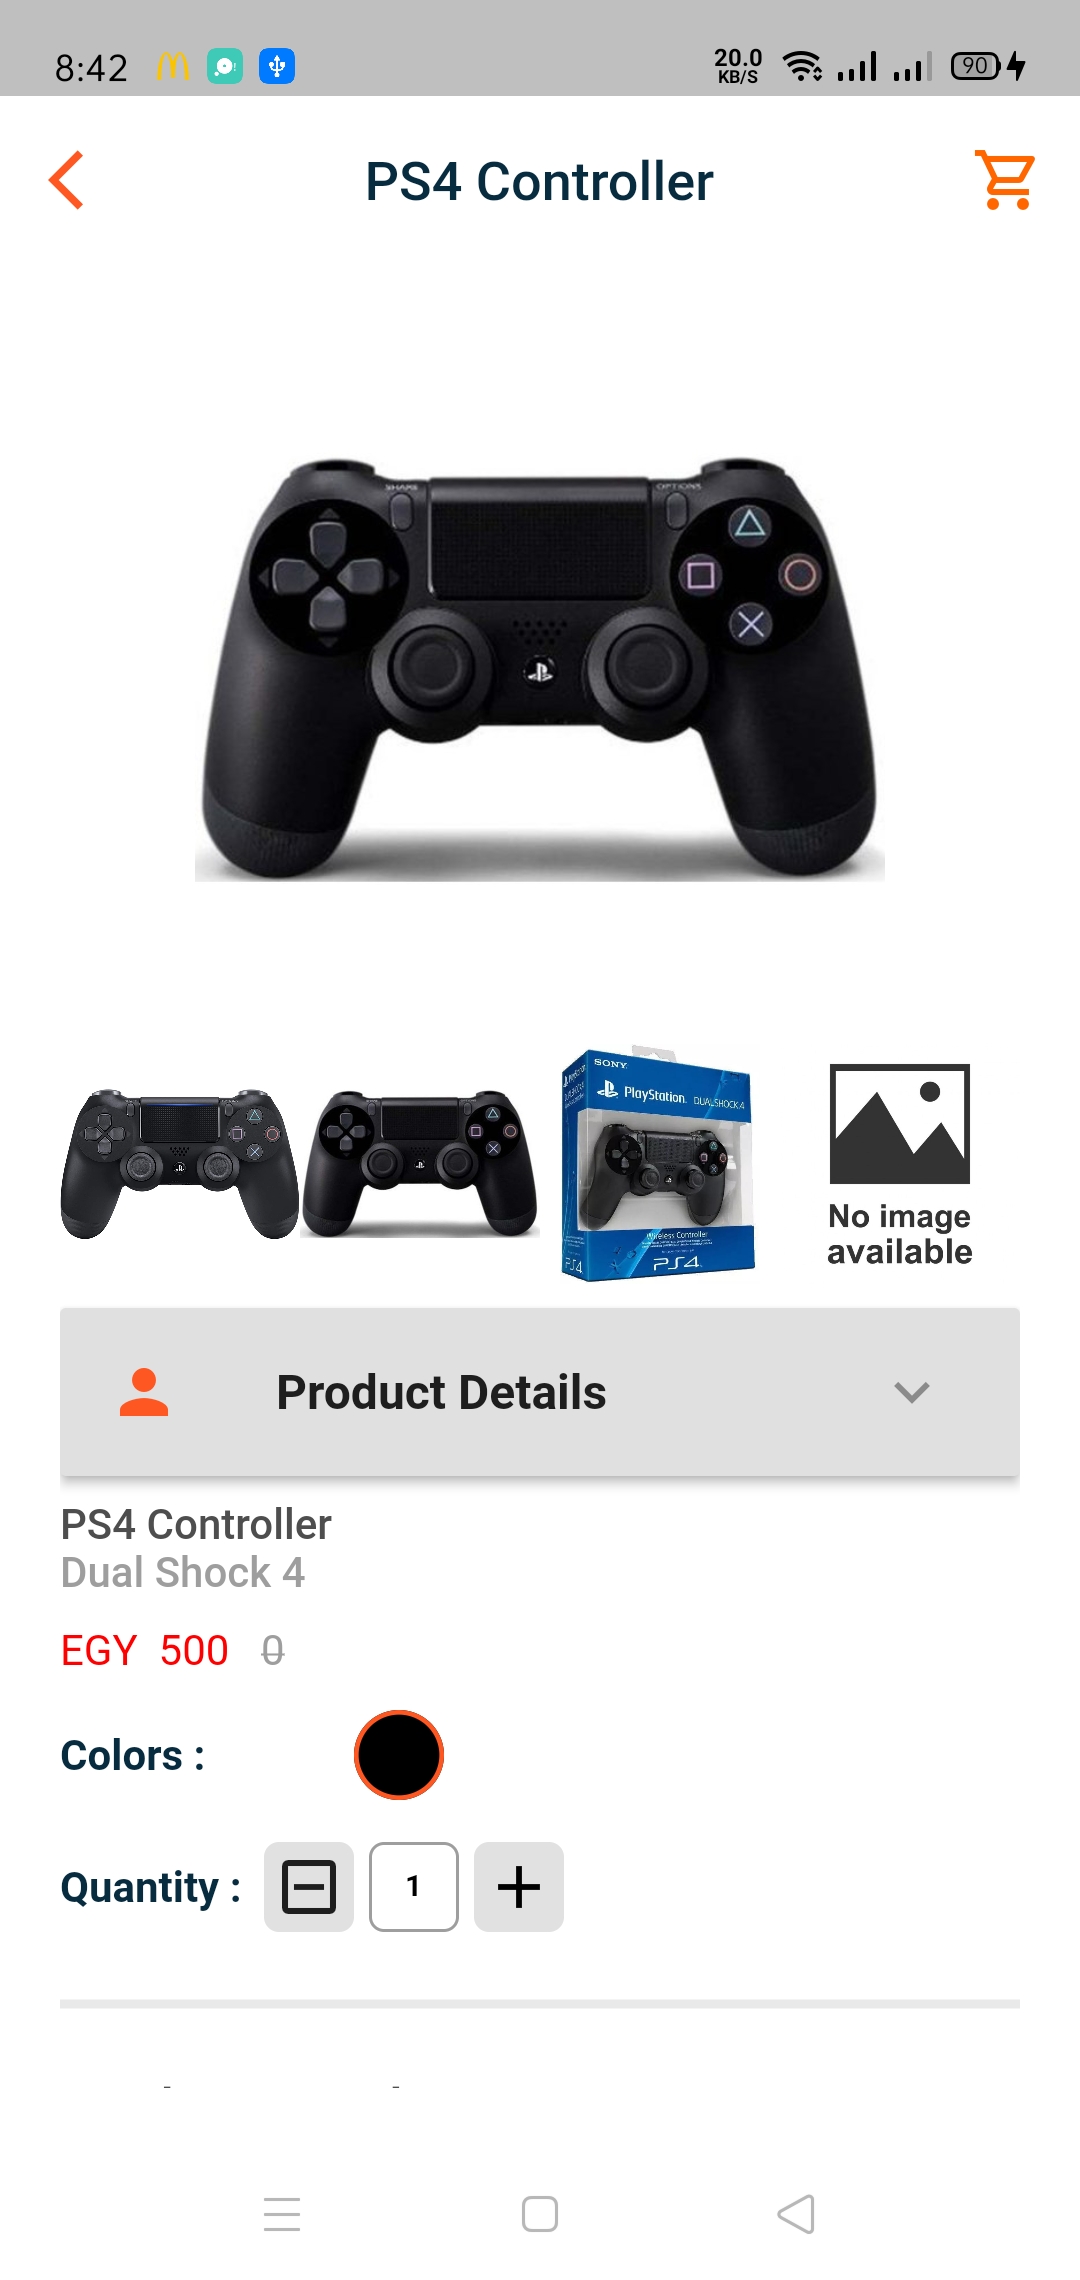 8:42
20.0
KB/S
90
PS4 Controller
SHARE
OPTIONS
SONY
PlayStation
DUALSHOCK 4
Wireless Controller
PS4
PS4
No image
available
Product Details
PS4 Controller
Dual Shock 4
EGY 500 0
Colors :
Quantity : 1